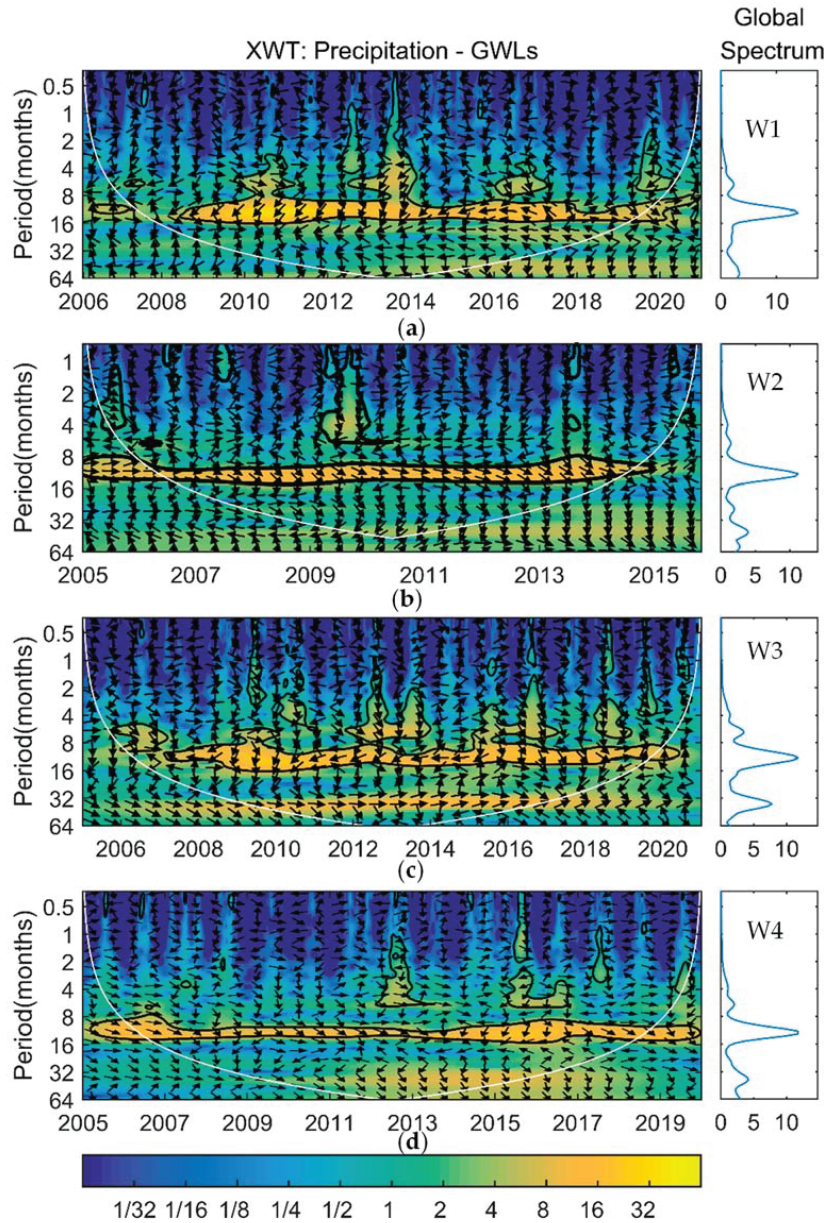 Global
XWT: Precipitation - GWLs Spectrum
Period(months)
0.5
1
2
4
8
16
32
64
2006 2008 2010 2012 2014 2016 2018 2020
W1
0 10
(a)
Period(months)
1
2
4
8
16
32
64
2005 2007 2009 2011 2013 2015
W2
0 5 10
(b)
Period(months)
0.5
1
2
4
8
16
32
64
2006 2008 2010 2012 2014 2016 2018 2020
W3
0 5 10
(c)
Period(months)
0.5
1
2
4
8
16
32
64
2005 2007 2009 2011 2013 2015 2017 2019
W4
0 5 10
(d)
1/32 1/16 1/8 1/4 1/2 1 2 4 8 16 32